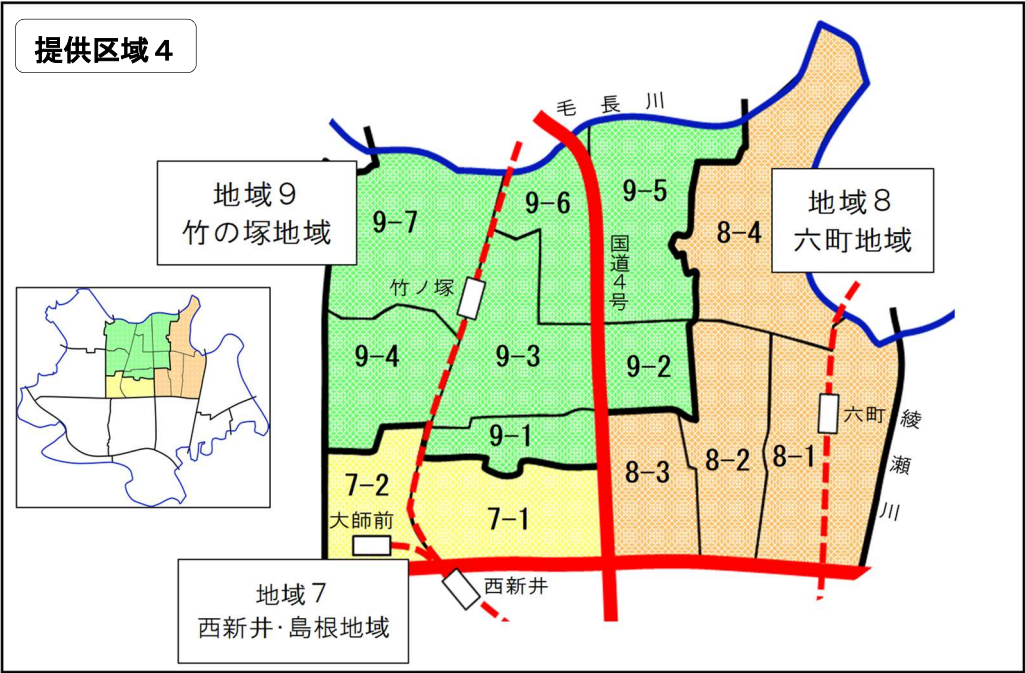 提供区域４
毛長川
地域９
竹の塚地域
地域８
六町地域
9-7
9-6
9-5
8-4
国道４号
竹ノ塚
9-4
9-3
9-2
六町
綾瀬川
9-1
8-3
8-2
8-1
7-2
大師前
7-1
地域７
西新井・島根地域
西新井